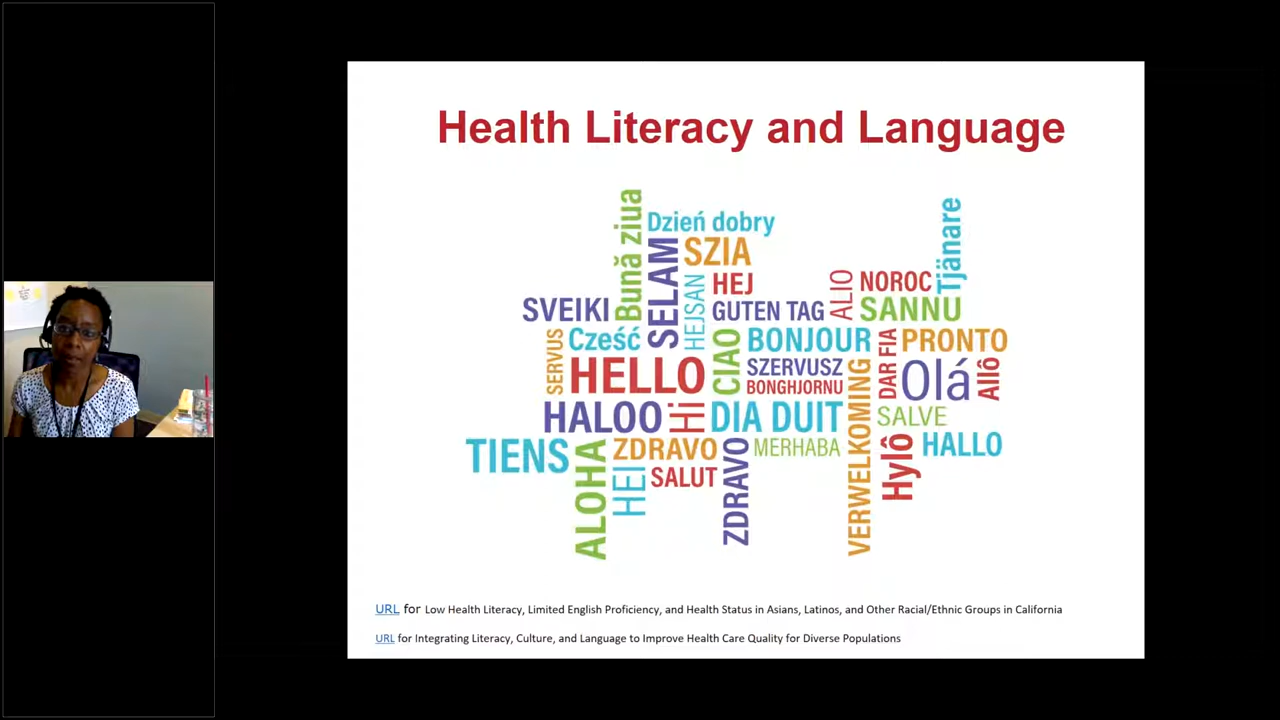 Health Literacy and Language
Bună ziua
Dzień dobry
Tjänare
SELAM
SZIA
HEJSAN
HEJ
ALIO
NOROC
SVEIKI
GUTEN TAG
SANNU
SERVUS
Cześć
CIAO
BONJOUR
DAR FIA
PRONTO
HELLO
SZERVUSZ
BONGHJORNU
VERWELKOMING
Olá
Allô
HALOO
Hi
DIA DUIT
SALVE
TIENS
ALOHA
ZDRAVO
ZDRAVO
MERHABA
Hylô
HALLO
HEI
SALUT
URL for Low Health Literacy, Limited English Proficiency, and Health Status in Asians, Latinos, and Other Racial/Ethnic Groups in California
URL for Integrating Literacy, Culture, and Language to Improve Health Care Quality for Diverse Populations